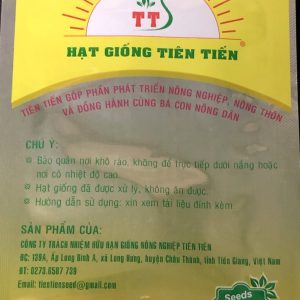 TT
HẠT GIỐNG TIÊN TIẾN
TIÊN TIẾN GÓP PHẦN PHÁT TRIỂN NÔNG NGHIỆP, NÔNG THÔN
VÀ ĐỒNG HÀNH CÙNG BÀ CON NÔNG DÂN
CHÚ Ý:
Bảo quản nơi khô ráo, không để trực tiếp dưới nắng hoặc
nơi có nhiệt độ cao.
Hạt giống đã được xử lý, không ăn được.
Hướng dẫn sử dụng: xin xem tài liệu đính kèm.
SẢN PHẨM CỦA:
CÔNG TY TRÁCH NHIỆM HỮU HẠN GIỐNG NÔNG NGHIỆP TIÊN TIẾN
ĐC: 139A, Ấp Long Bình A, xã Long Hưng, huyện Châu Thành, tỉnh Tiền Giang, Việt Nam
ĐT: 0273.6587 739
Email: tientienseed@gmail.com
Seeds